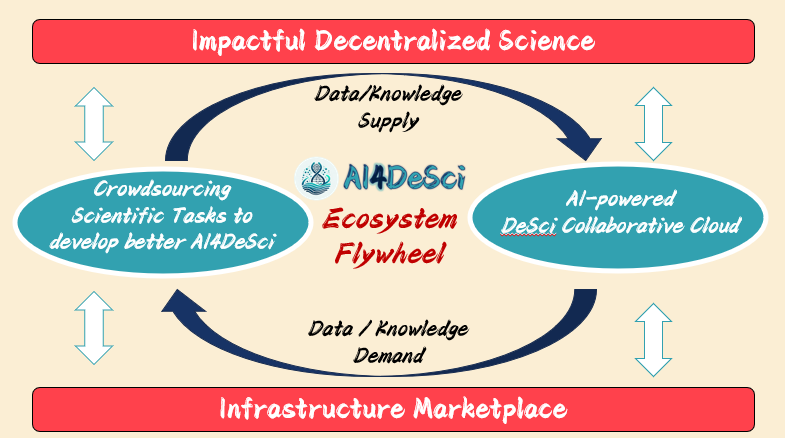 Impactful Decentralized Science
Data/Knowledge
Supply
AI4DeSci
Ecosystem
Flywheel
Crowdsourcing
Scientific Tasks to
develop better AI4DeSci
AI-powered
DeSci Collaborative Cloud
Data / Knowledge
Demand
Infrastructure Marketplace